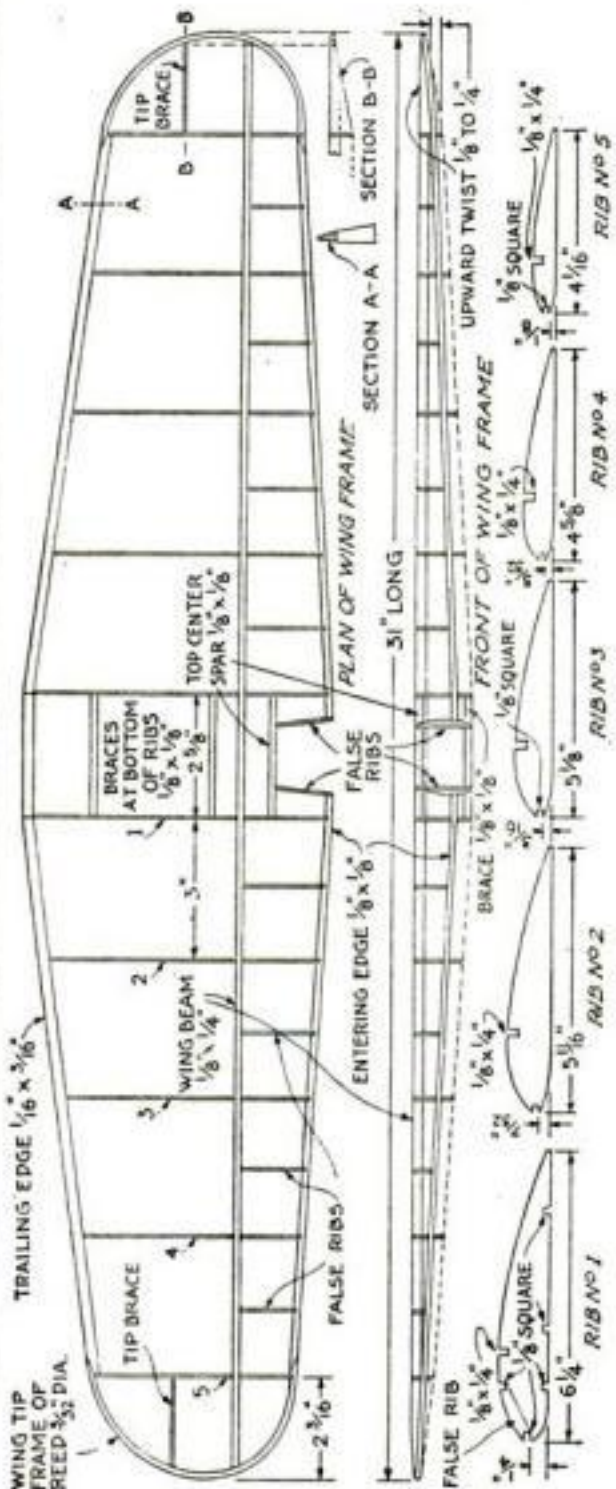 WING TIP
FRAME OF
REED 3/32" DIA.
TRAILING EDGE 1/16" x 3/16"
TIP BRACE
5
4
3
2
1
2 3/16"
WING BEAM
1/8" x 1/4"
3"
BRACES
AT BOTTOM
OF RIBS
1/8" x 1/8"
2 5/8"
TOP CENTER
SPAR 1/8" x 1/8"
FALSE
RIBS
FALSE RIBS
ENTERING EDGE 1/8" x 1/8"
A
A
TIP
BRACE
B
B
SECTION A-A
SECTION B-B
PLAN OF WING FRAME
31" LONG
UPWARD TWIST 1/8" TO 1/4"
BRACE 1/8" x 1/8"
FRONT OF WING FRAME
FALSE RIB
1/8" x 1/4"
1/8" SQUARE
6 1/4"
RIB Nº 1
1/8" x 1/4"
5 11/16"
RIB Nº 2
1/8" SQUARE
5 1/8"
RIB Nº 3
1/8" x 1/4"
4 5/8"
RIB Nº 4
1/8" SQUARE
1/8" x 1/4"
4 1/16"
RIB Nº 5